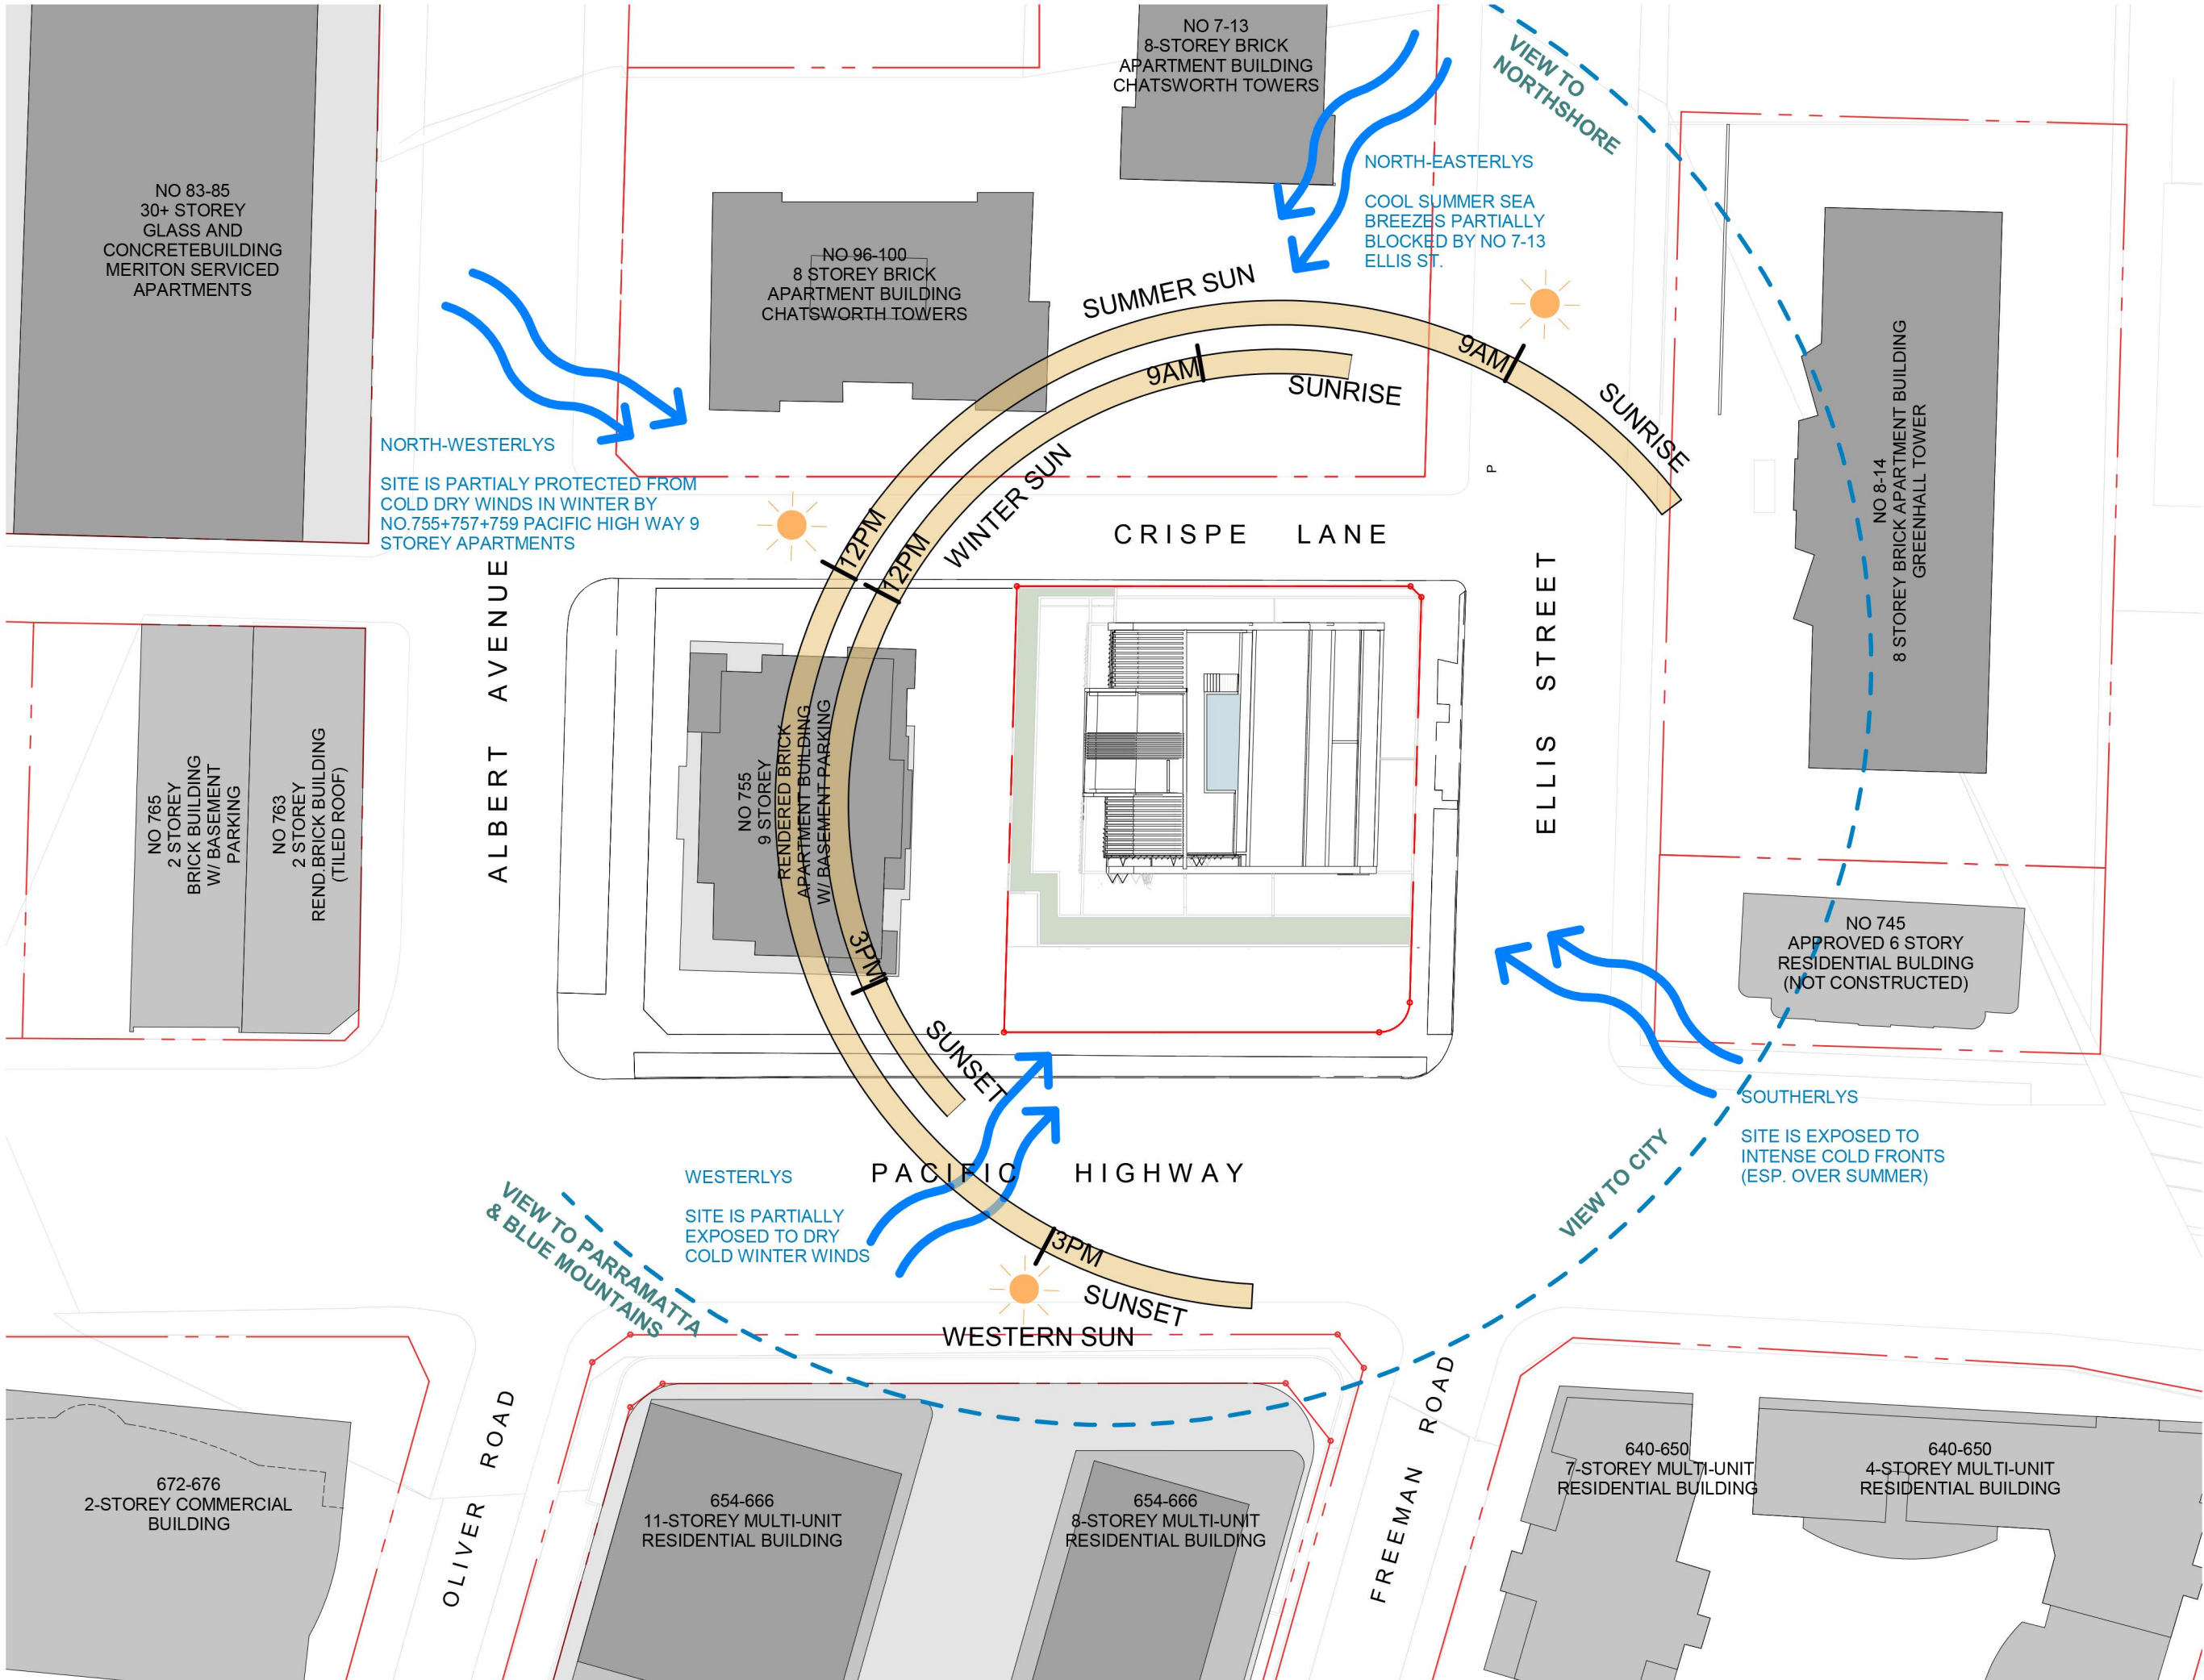 NO 7-13
8-STOREY BRICK
APARTMENT BUILDING
CHATSWORTH TOWERS
VIEW TO
NORTHSHORE
NORTH-EASTERLYS
COOL SUMMER SEA
BREEZES PARTIALLY
BLOCKED BY NO 7-13
ELLIS ST.
NO 83-85
30+ STOREY
GLASS AND
CONCRETEBUILDING
MERITON SERVICED
APARTMENTS
NO 96-100
8 STOREY BRICK
APARTMENT BUILDING
CHATSWORTH TOWERS
SUMMER SUN
9AM
SUNRISE
9AM
SUNRISE
WINTER SUN
12PM
12PM
NORTH-WESTERLYS
SITE IS PARTIALY PROTECTED FROM
COLD DRY WINDS IN WINTER BY
NO.755+757+759 PACIFIC HIGH WAY 9
STOREY APARTMENTS
P
CRISPE LANE
NO 8-14
8 STOREY BRICK APARTMENT BUILDING
GREENHALL TOWER
ALBERT AVENUE
ELLIS STREET
NO 765
2 STOREY
BRICK BUILDING
W/ BASEMENT
PARKING
NO 763
2 STOREY
REND.BRICK BUILDING
(TILED ROOF)
NO 755
9 STOREY
RENDERED BRICK
APARTMENT BUILDING
W/ BASEMENT PARKING
3PM
SUNSET
NO 745
APPROVED 6 STORY
RESIDENTIAL BULDING
(NOT CONSTRUCTED)
SOUTHERLYS
SITE IS EXPOSED TO
INTENSE COLD FRONTS
(ESP. OVER SUMMER)
VIEW TO CITY
PACIFIC HIGHWAY
WESTERLYS
SITE IS PARTIALLY
EXPOSED TO DRY
COLD WINTER WINDS
VIEW TO PARRAMATTA
& BLUE MOUNTAINS
3PM
SUNSET
WESTERN SUN
OLIVER ROAD
FREEMAN ROAD
672-676
2-STOREY COMMERCIAL
BUILDING
654-666
11-STOREY MULTI-UNIT
RESIDENTIAL BUILDING
654-666
8-STOREY MULTI-UNIT
RESIDENTIAL BUILDING
640-650
7-STOREY MULTI-UNIT
RESIDENTIAL BUILDING
640-650
4-STOREY MULTI-UNIT
RESIDENTIAL BUILDING